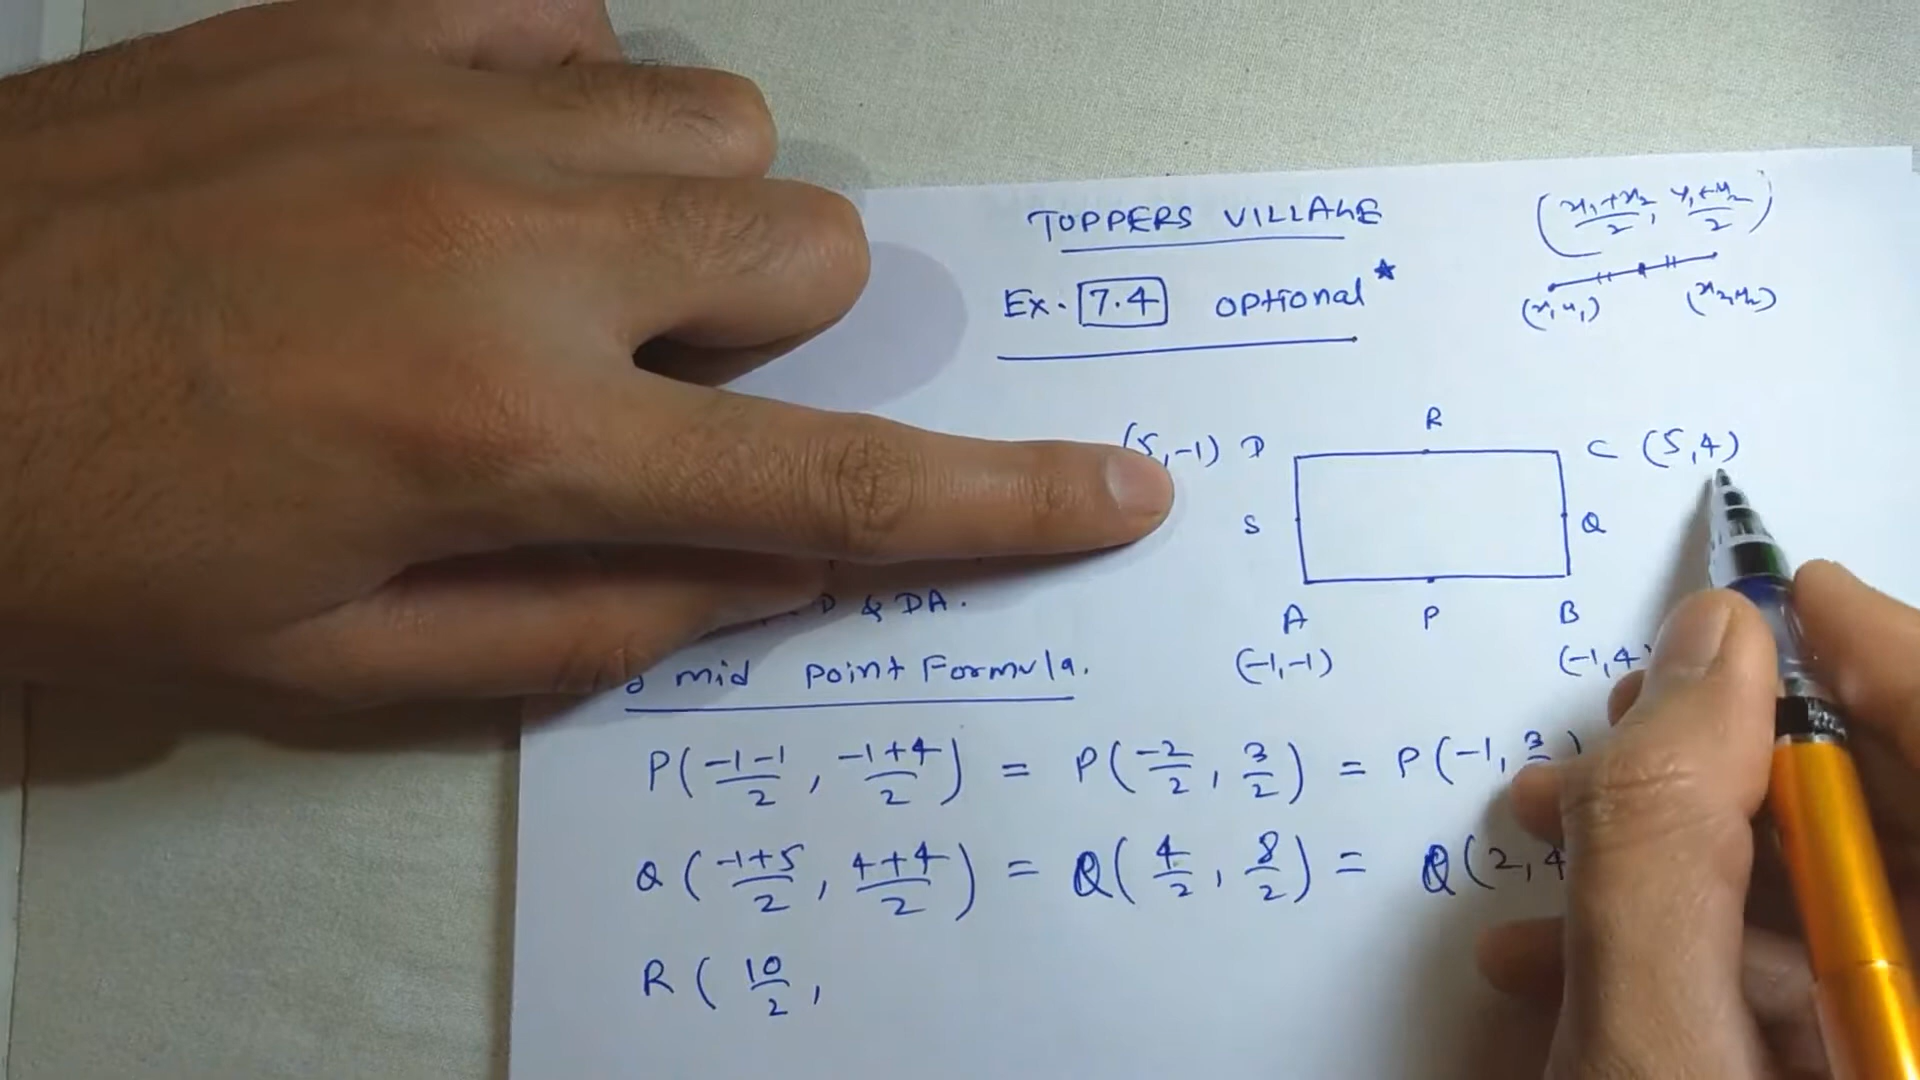 TOPPERS VILLAGE
(x₁+x₂/2, y₁+y₂/2)
Ex. 7.4 optional *
(x₁,y₁) (x₂,y₂)
R
(5,-1) D C (5,4)
S Q
& DA.
A P B
mid point Formula.
(-1,-1) (-1,4
P(-1-1/2, -1+4/2) = P(-2/2, 3/2) = P(-1, 3
Q(-1+5/2, 4+4/2) = Q(4/2, 8/2) = Q(2,4
R(10/2,